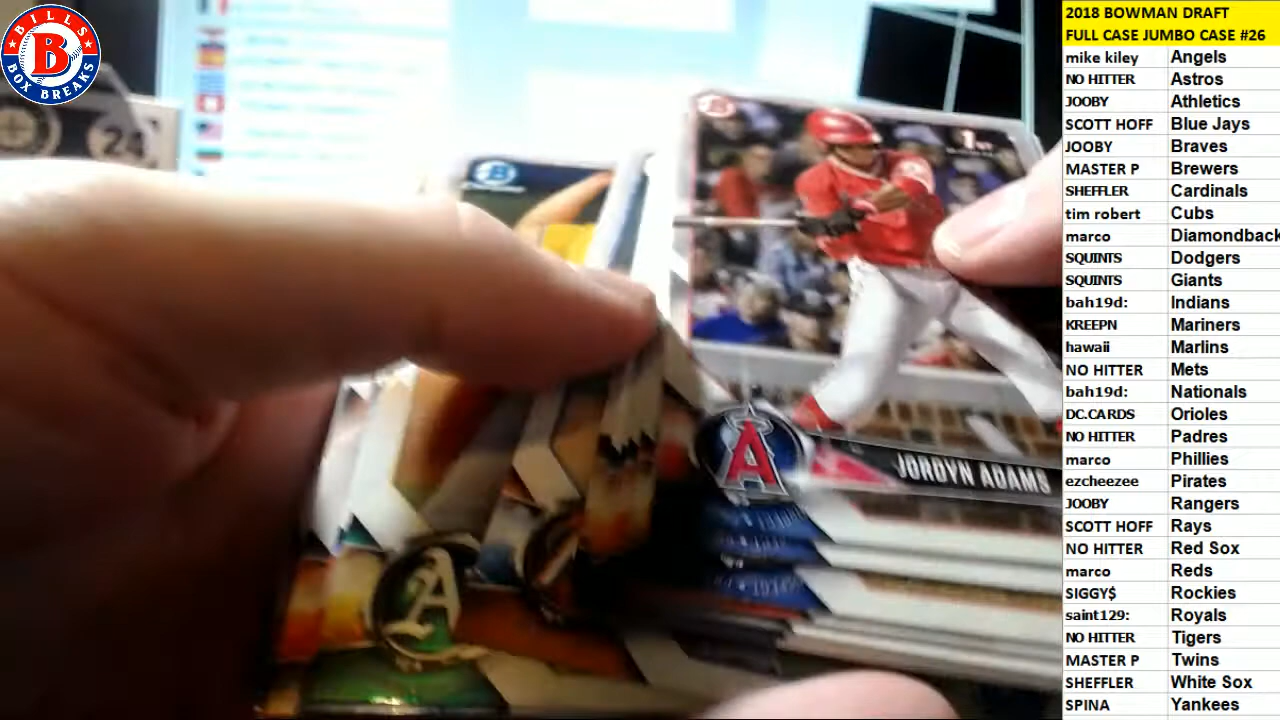 BILLS
B
BOX BREAKS
24
B
JORDYN ADAMS
A
A
2018 BOWMAN DRAFT
FULL CASE JUMBO CASE #26
mike kiley Angels
NO HITTER Astros
JOOBY Athletics
SCOTT HOFF Blue Jays
JOOBY Braves
MASTER P Brewers
SHEFFLER Cardinals
tim robert Cubs
marco Diamondback
SQUINTS Dodgers
SQUINTS Giants
bah19d: Indians
KREEPN Mariners
hawaii Marlins
NO HITTER Mets
bah19d: Nationals
DC.CARDS Orioles
NO HITTER Padres
marco Phillies
ezcheezee Pirates
JOOBY Rangers
SCOTT HOFF Rays
NO HITTER Red Sox
marco Reds
SIGGY$ Rockies
saint129: Royals
NO HITTER Tigers
MASTER P Twins
SHEFFLER White Sox
SPINA Yankees